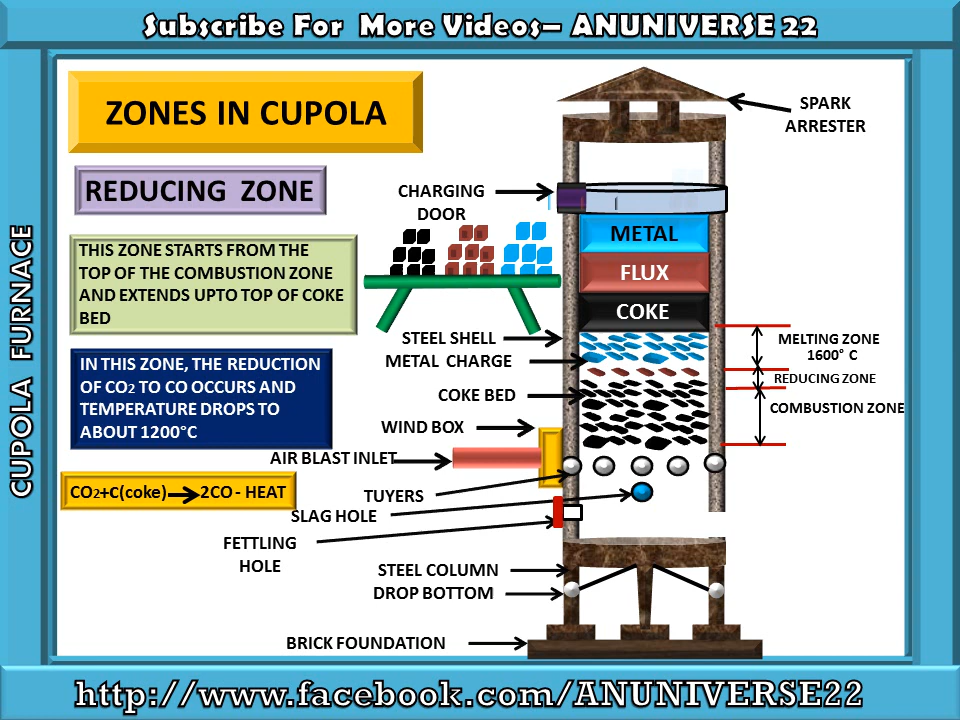 Subscribe For More Videos– ANUNIVERSE 22
CUPOLA FURNACE
ZONES IN CUPOLA
REDUCING ZONE
THIS ZONE STARTS FROM THE
TOP OF THE COMBUSTION ZONE
AND EXTENDS UPTO TOP OF COKE
BED
IN THIS ZONE, THE REDUCTION
OF CO2 TO CO OCCURS AND
TEMPERATURE DROPS TO
ABOUT 1200°C
CO2+C(coke) 2CO - HEAT
SPARK
ARRESTER
CHARGING
DOOR
METAL
FLUX
COKE
STEEL SHELL
METAL CHARGE
COKE BED
WIND BOX
AIR BLAST INLET
TUYERS
SLAG HOLE
FETTLING
HOLE
STEEL COLUMN
DROP BOTTOM
BRICK FOUNDATION
MELTING ZONE
1600° C
REDUCING ZONE
COMBUSTION ZONE
http://www.facebook.com/ANUNIVERSE22